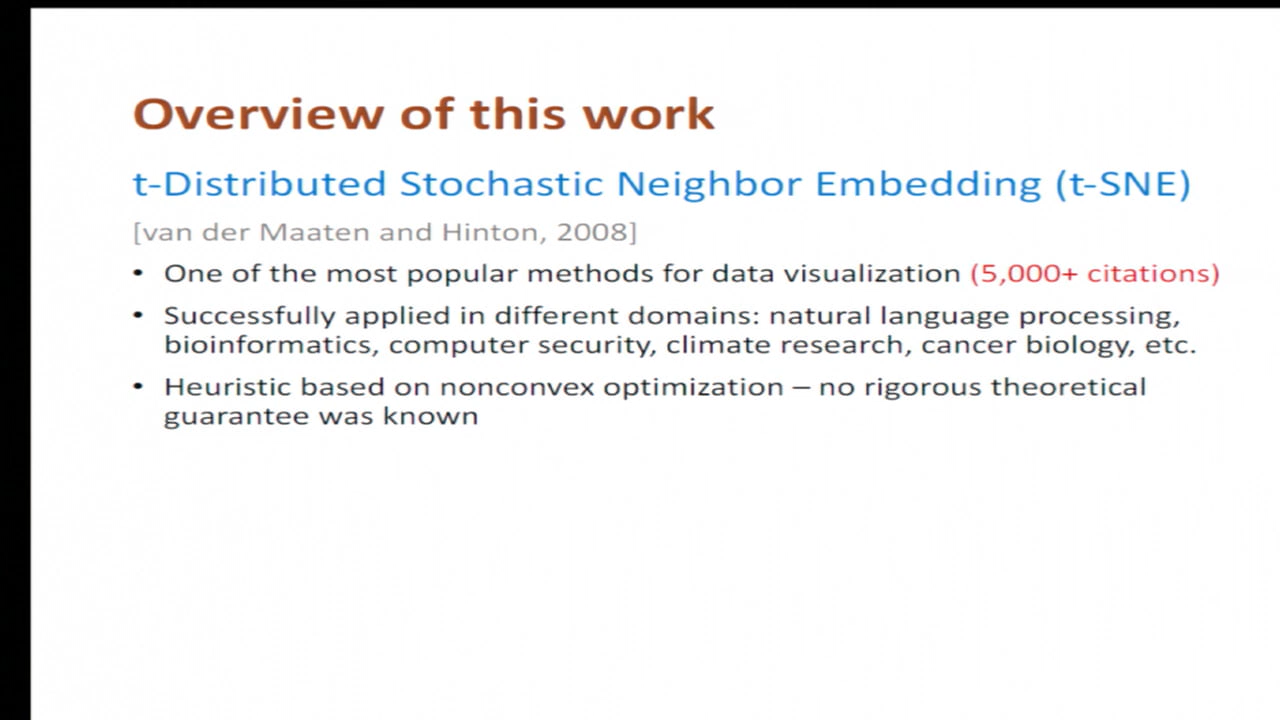 Overview of this work
t-Distributed Stochastic Neighbor Embedding (t-SNE)
[van der Maaten and Hinton, 2008]
• One of the most popular methods for data visualization (5,000+ citations)
• Successfully applied in different domains: natural language processing,
bioinformatics, computer security, climate research, cancer biology, etc.
• Heuristic based on nonconvex optimization – no rigorous theoretical
guarantee was known